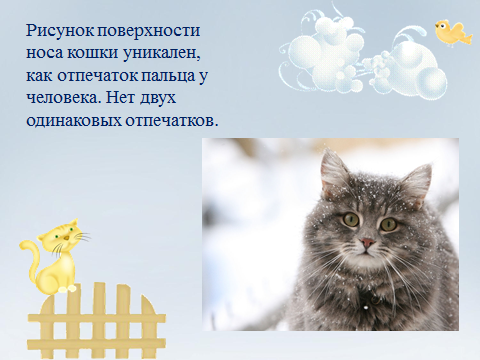 Рисунок поверхности
носа кошки уникален,
как отпечаток пальца у
человека. Нет двух
одинаковых отпечатков.